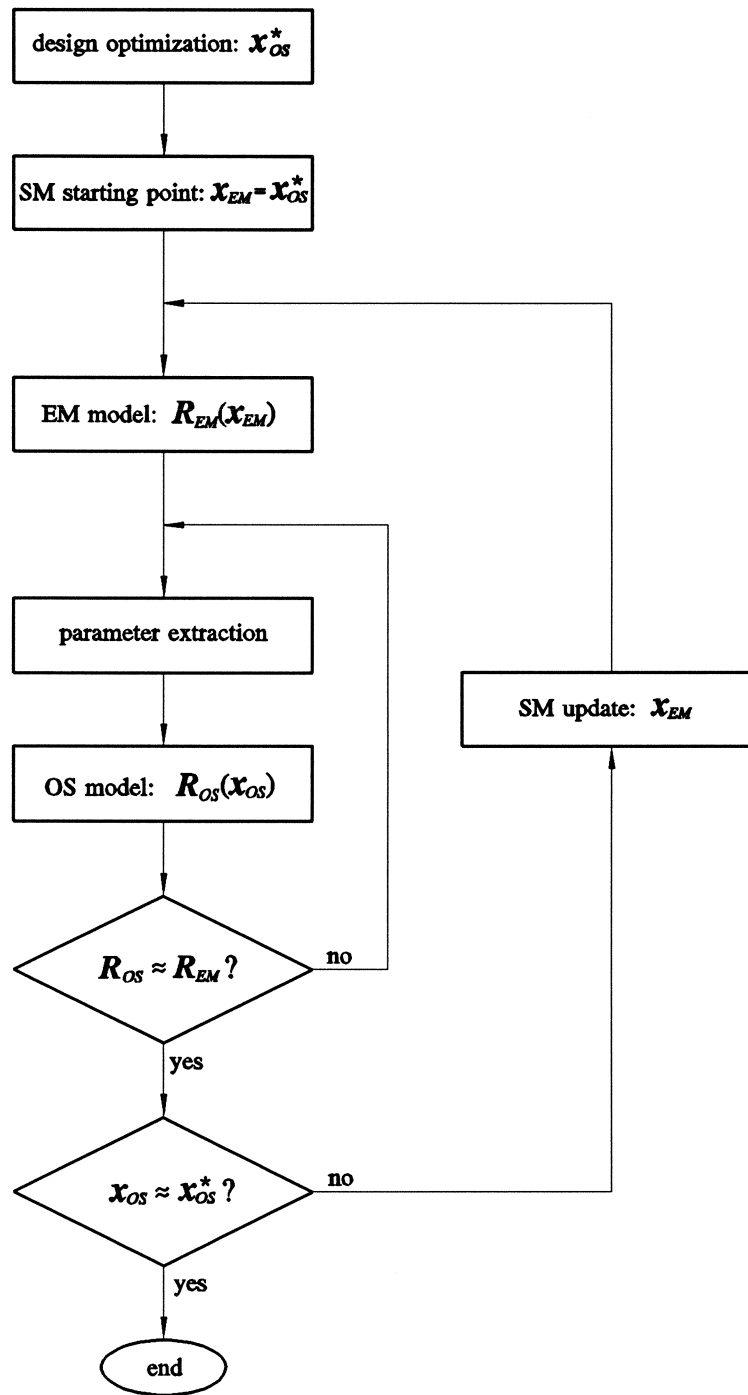 design optimization: x*OS
SM starting point: xEM = x*OS
EM model: REM(xEM)
parameter extraction
SM update: xEM
OS model: ROS(xOS)
ROS ≈ REM ?
no
yes
xOS ≈ x*OS ?
no
yes
end